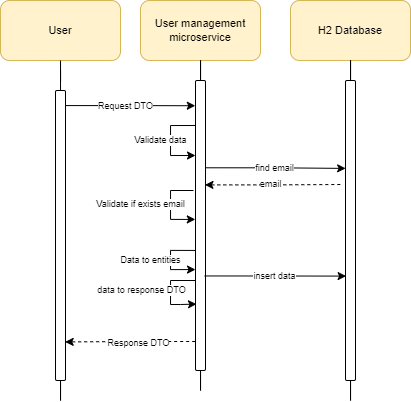 User
User management
microservice
H2 Database
Request DTO
Validate data
find email
email
Validate if exists email
Data to entities
insert data
data to response DTO
Response DTO